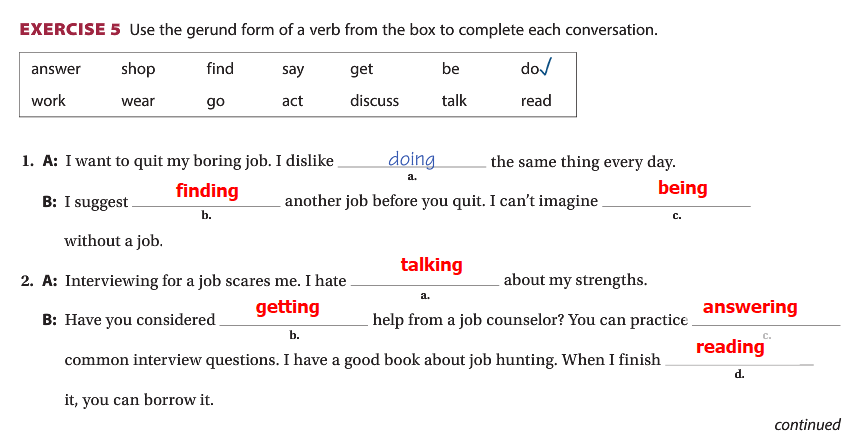 EXERCISE 5 Use the gerund form of a verb from the box to complete each conversation.
answer shop find say get be do✓
work wear go act discuss talk read
1. A: I want to quit my boring job. I dislike doing the same thing every day.
a.
B: I suggest finding another job before you quit. I can't imagine being
b. c.
without a job.
2. A: Interviewing for a job scares me. I hate talking about my strengths.
a.
B: Have you considered getting help from a job counselor? You can practice answering
b. c.
common interview questions. I have a good book about job hunting. When I finish reading
d.
it, you can borrow it.
continued